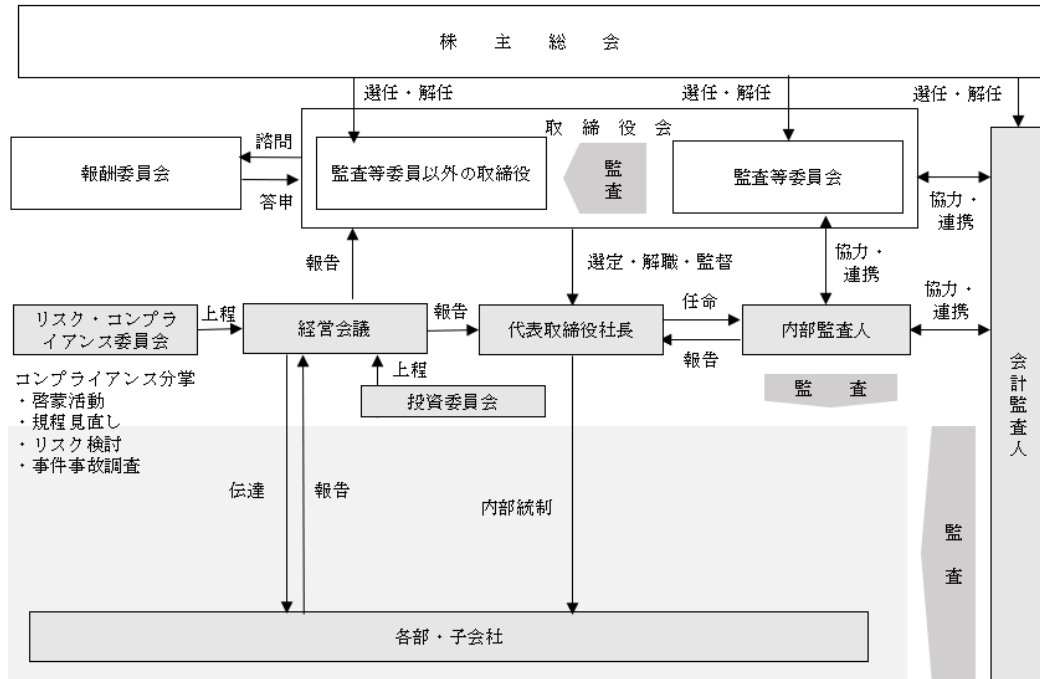 株主総会
選任・解任
選任・解任
選任・解任
取締役会
報酬委員会
諮問
答申
監査等委員以外の取締役
監査
監査等委員会
協力・
連携
報告
選定・解職・監督
協力・
連携
協力・
連携
リスク・コンプラ
イアンス委員会
上程
経営会議
報告
代表取締役社長
任命
報告
内部監査人
会計監査人
コンプライアンス分掌
・啓蒙活動
・規程見直し
・リスク検討
・事件事故調査
上程
投資委員会
監査
伝達
報告
内部統制
監査
各部・子会社